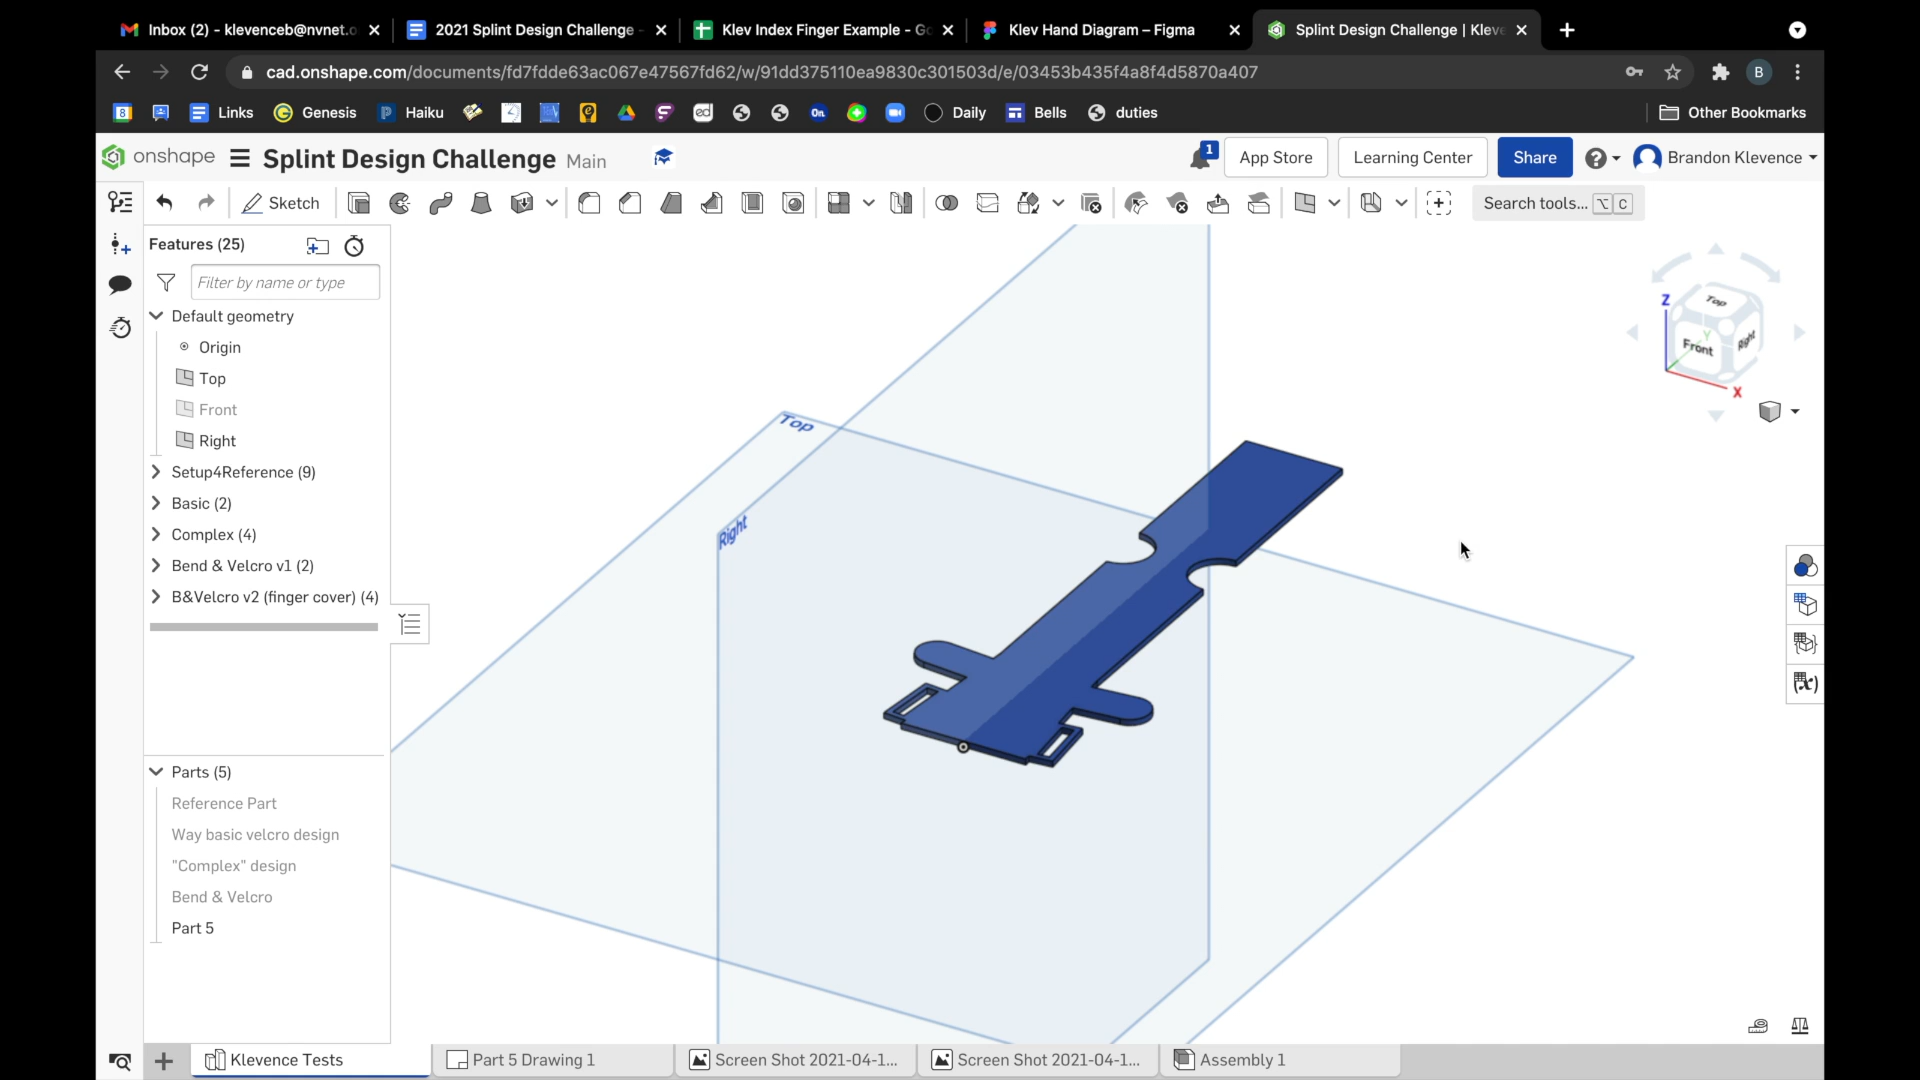 Inbox (2) - klevenceb@nvnet.o
2021 Splint Design Challenge -
Klev Index Finger Example - Go
Klev Hand Diagram – Figma
Splint Design Challenge | Kleve
cad.onshape.com/documents/fd7fdde63ac067e47567fd62/w/91dd375110ea9830c301503d/e/03453b435f4a8f4d5870a407
B
8
Links
Genesis
Haiku
ed
On
Daily
Bells
duties
Other Bookmarks
onshape
Splint Design Challenge Main
1
App Store
Learning Center
Share
Brandon Klevence
Sketch
Search tools... ⌥ C
Features (25)
Filter by name or type
Default geometry
Origin
Top
Front
Right
Setup4Reference (9)
Basic (2)
Complex (4)
Bend & Velcro v1 (2)
B&Velcro v2 (finger cover) (4)
Parts (5)
Reference Part
Way basic velcro design
"Complex" design
Bend & Velcro
Part 5
Top
Right
Z
Top
Y
Front
Right
X
Klevence Tests
Part 5 Drawing 1
Screen Shot 2021-04-1...
Screen Shot 2021-04-1...
Assembly 1